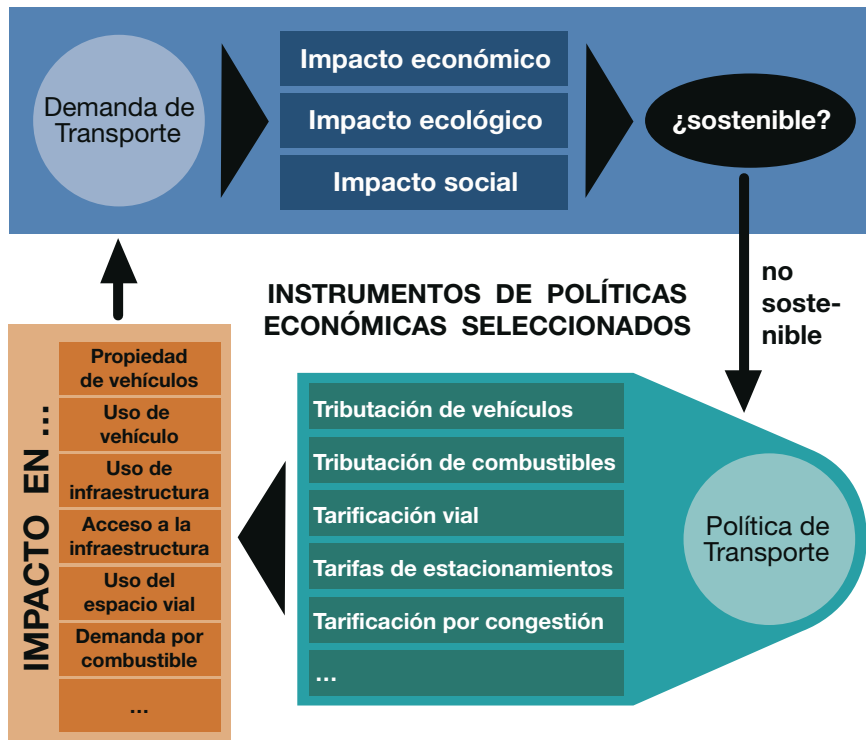 Demanda de
Transporte
Impacto económico
Impacto ecológico
Impacto social
¿sostenible?
no
soste-
nible
INSTRUMENTOS DE POLÍTICAS
ECONÓMICAS SELECCIONADOS
IMPACTO EN ...
Propiedad
de vehículos
Uso de
vehículo
Uso de
infraestructura
Acceso a la
infraestructura
Uso del
espacio vial
Demanda por
combustible
...
Tributación de vehículos
Tributación de combustibles
Tarificación vial
Tarifas de estacionamientos
Tarificación por congestión
...
Política de
Transporte